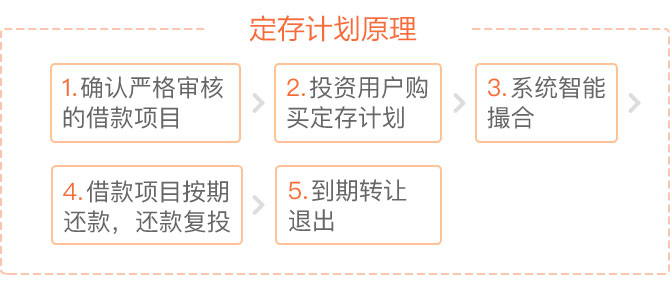 定存计划原理
1.确认严格审核
的借款项目
2.投资用户购
买定存计划
3.系统智能
撮合
4.借款项目按期
还款，还款复投
5.到期转让
退出